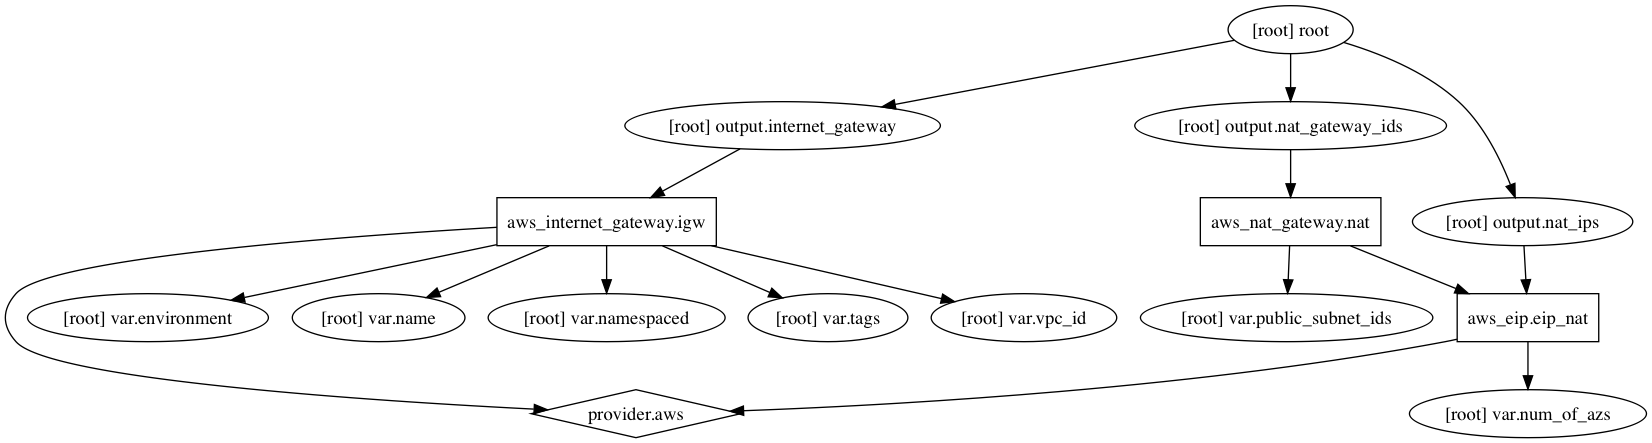 [root] root
[root] output.internet_gateway
[root] output.nat_gateway_ids
aws_internet_gateway.igw
aws_nat_gateway.nat
[root] output.nat_ips
[root] var.environment
[root] var.name
[root] var.namespaced
[root] var.tags
[root] var.vpc_id
[root] var.public_subnet_ids
aws_eip.eip_nat
provider.aws
[root] var.num_of_azs